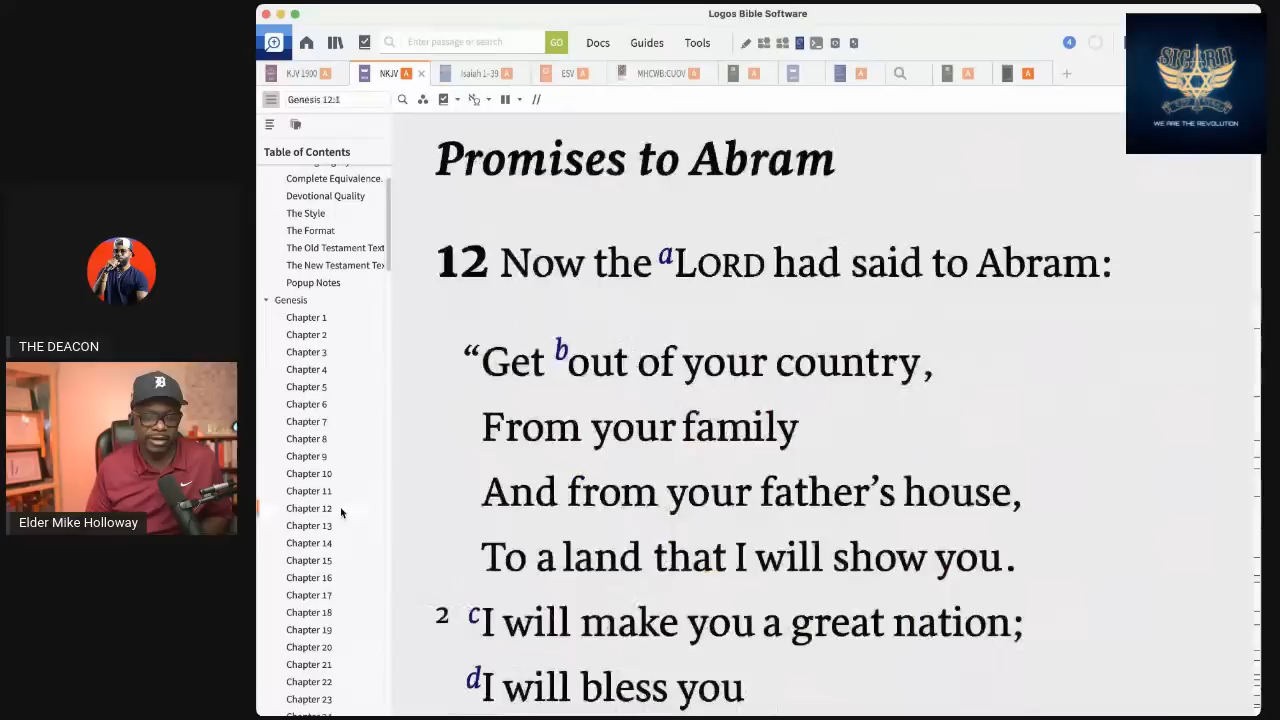 Logos Bible Software
Enter passage or search
GO
Docs
Guides
Tools
4
KJV 1900 A
NKJV A ×
Isaiah 1–39 A
ESV A
MHCWB:CUOV A
A
A
A
A
Genesis 12:1
Table of Contents
Complete Equivalence.
Devotional Quality
The Style
The Format
The Old Testament Text
The New Testament Te
Popup Notes
Genesis
Chapter 1
Chapter 2
Chapter 3
Chapter 4
Chapter 5
Chapter 6
Chapter 7
Chapter 8
Chapter 9
Chapter 10
Chapter 11
Chapter 12
Chapter 13
Chapter 14
Chapter 15
Chapter 16
Chapter 17
Chapter 18
Chapter 19
Chapter 20
Chapter 21
Chapter 22
Chapter 23
Promises to Abram
12 Now the aLORD had said to Abram:
“Get bout of your country,
From your family
And from your father’s house,
To a land that I will show you.
2 cI will make you a great nation;
dI will bless you
SICARII
WE ARE THE REVOLUTION
THE DEACON
Elder Mike Holloway